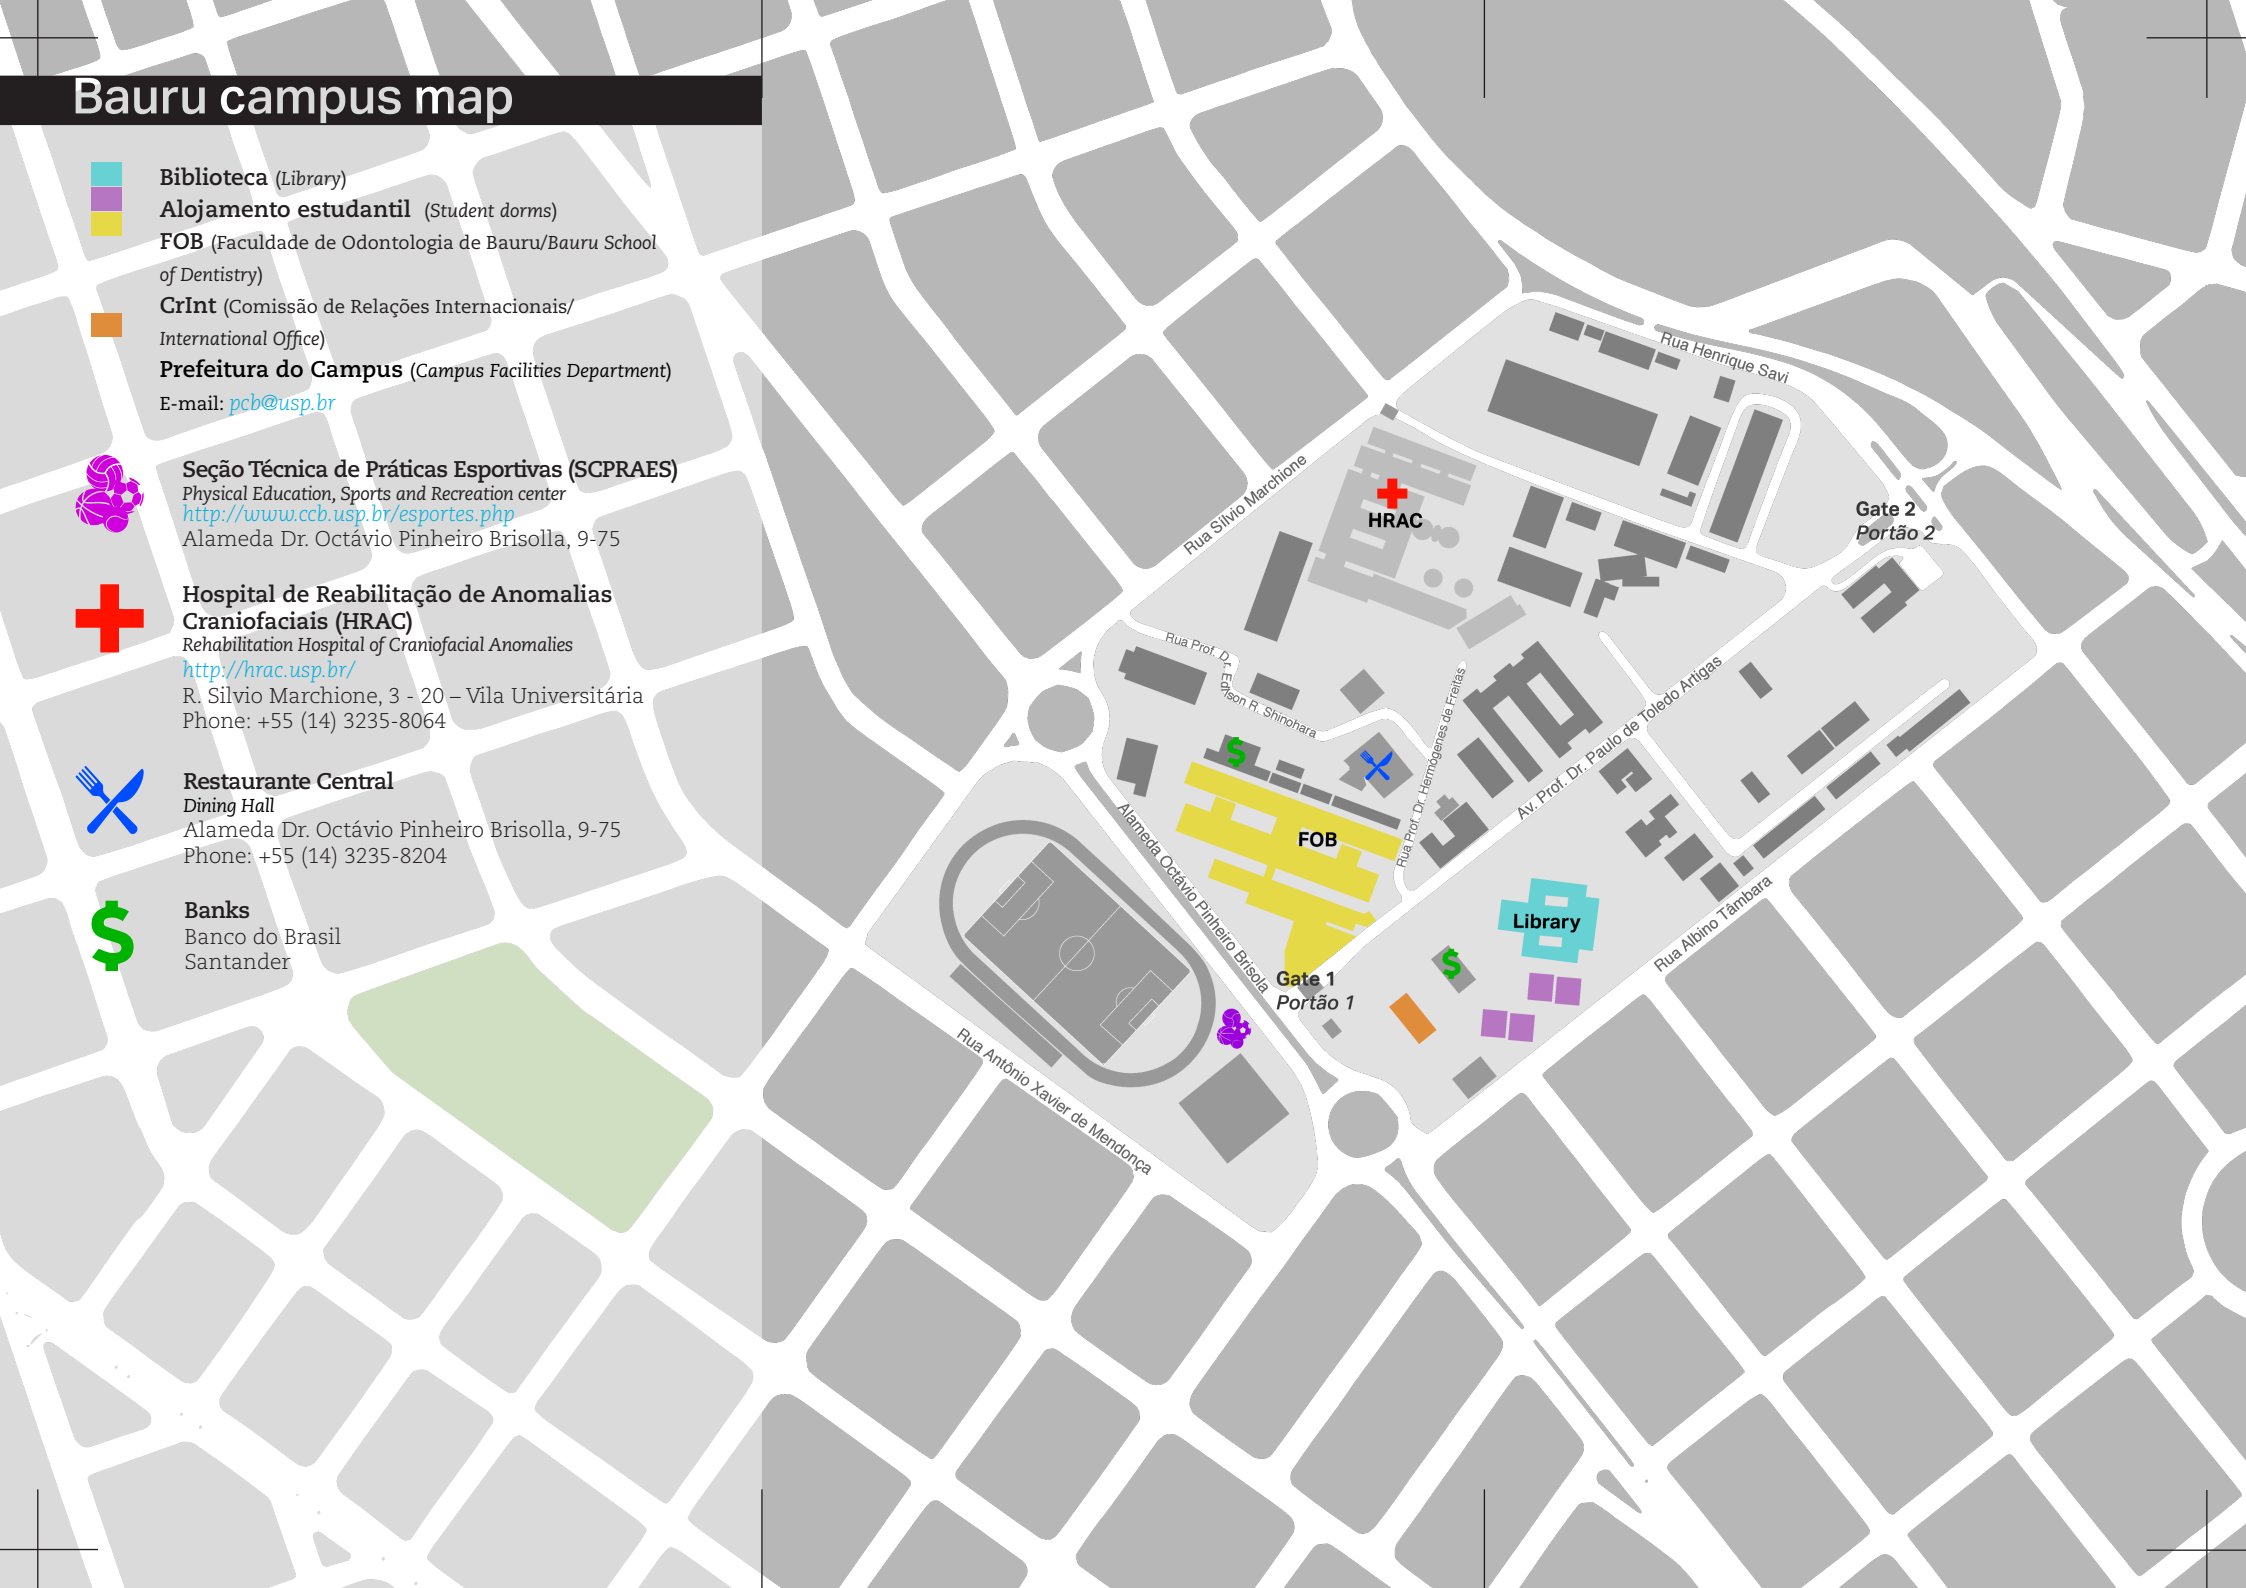 Bauru campus map
Biblioteca (Library)
Alojamento estudantil (Student dorms)
FOB (Faculdade de Odontologia de Bauru/Bauru School
of Dentistry)
CrInt (Comissão de Relações Internacionais/
International Office)
Prefeitura do Campus (Campus Facilities Department)
E-mail: pcb@usp.br
Seção Técnica de Práticas Esportivas (SCPRAES)
Physical Education, Sports and Recreation center
http://www.ccb.usp.br/esportes.php
Alameda Dr. Octávio Pinheiro Brisolla, 9-75
Hospital de Reabilitação de Anomalias
Craniofaciais (HRAC)
Rehabilitation Hospital of Craniofacial Anomalies
http://hrac.usp.br/
R. Silvio Marchione, 3 - 20 – Vila Universitária
Phone: +55 (14) 3235-8064
Restaurante Central
Dining Hall
Alameda Dr. Octávio Pinheiro Brisolla, 9-75
Phone: +55 (14) 3235-8204
$ Banks
Banco do Brasil
Santander
Rua Henrique Savi
Rua Sílvio Marchione
HRAC
Gate 2
Portão 2
Rua Prof. Dr. Edison R. Shinohara
Rua Prof. Dr. Hermógenes de Freitas
Av. Prof. Dr. Paulo de Toledo Artigas
$
FOB
Alameda Octávio Pinheiro Brisola
Library
Rua Albino Tâmbara
$
Gate 1
Portão 1
Rua Antônio Xavier de Mendonça